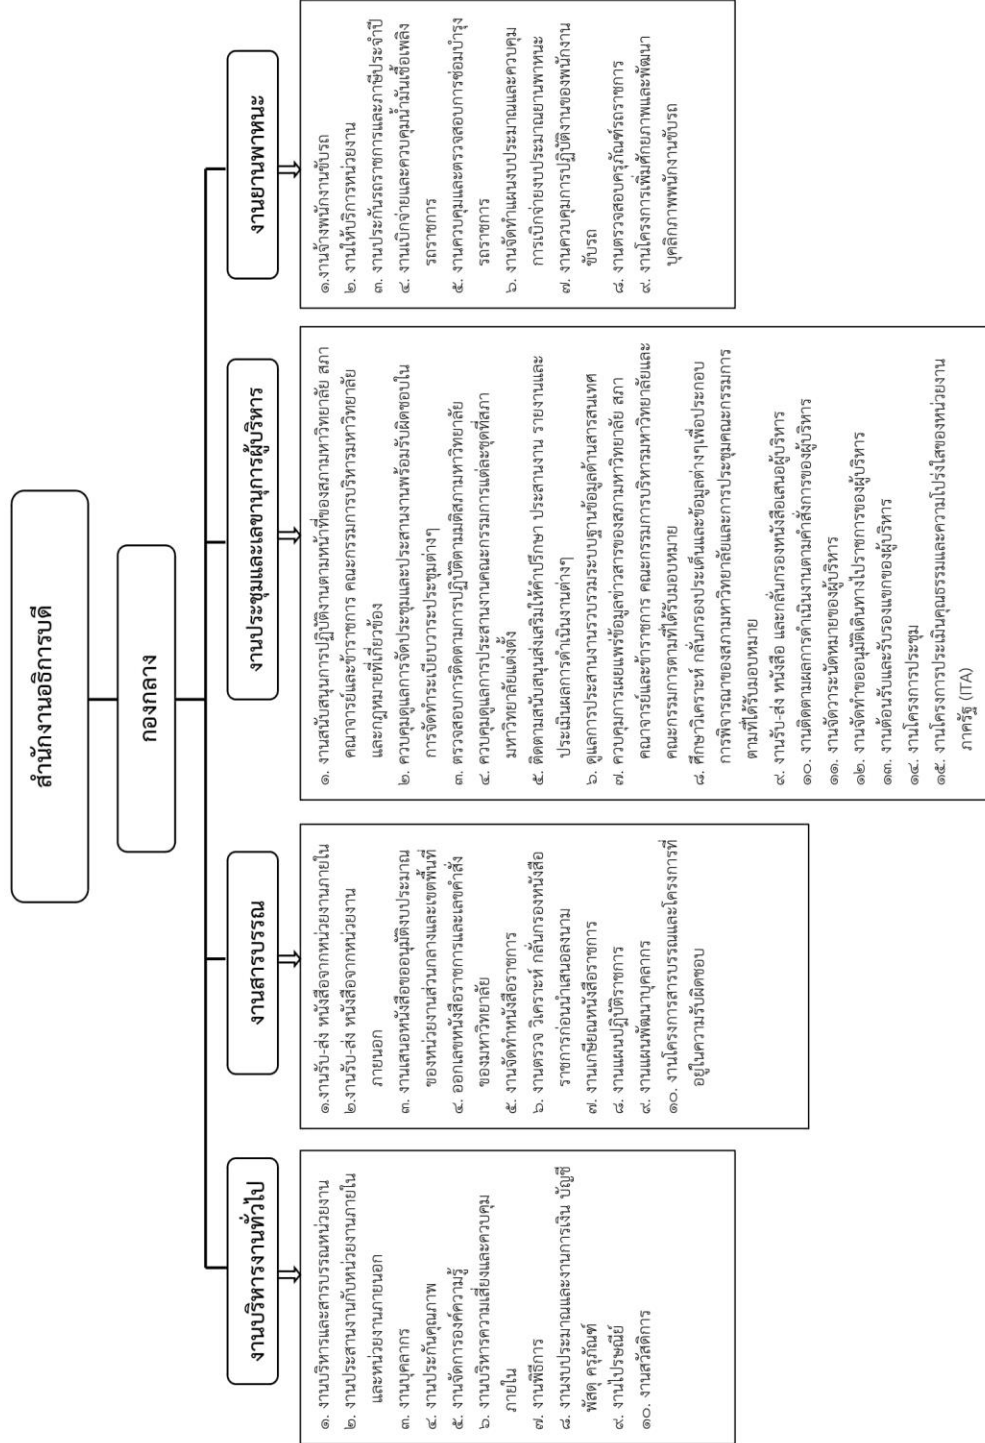 สำนักงานอธิการบดี
กองกลาง
งานบริหารงานทั่วไป
๑. งานบริหารและสารบรรณหน่วยงาน
๒. งานประสานงานกับหน่วยงานภายใน
และหน่วยงานภายนอก
๓. งานบุคลากร
๔. งานประกันคุณภาพ
๕. งานจัดการองค์ความรู้
๖. งานบริหารความเสี่ยงและควบคุม
ภายใน
๗. งานพิธีการ
๘. งานงบประมาณและงานการเงิน บัญชี
พัสดุ ครุภัณฑ์
๙. งานไปรษณีย์
๑๐. งานสวัสดิการ
งานสารบรรณ
๑.งานรับ-ส่ง หนังสือจากหน่วยงานภายใน
๒.งานรับ-ส่ง หนังสือจากหน่วยงาน
ภายนอก
๓. งานเสนอหนังสือขออนุมัติงบประมาณ
ของหน่วยงานส่วนกลางและเขตพื้นที่
๔. ออกเลขหนังสือราชการและเลขคำสั่ง
ของมหาวิทยาลัย
๕. งานจัดทำหนังสือราชการ
๖. งานตรวจ วิเคราะห์ กลั่นกรองหนังสือ
ราชการก่อนนำเสนอลงนาม
๗. งานเกษียณหนังสือราชการ
๘. งานแผนปฏิบัติราชการ
๙. งานแผนพัฒนาบุคลากร
๑๐. งานโครงการสารบรรณและโครงการที่
อยู่ในความรับผิดชอบ
งานประชุมและเลขานุการผู้บริหาร
๑. งานสนับสนุนการปฏิบัติงานตามหน้าที่ของสภามหาวิทยาลัย สภา
คณาจารย์และข้าราชการ คณะกรรมการบริหารมหาวิทยาลัย
และกฎหมายที่เกี่ยวข้อง
๒. ควบคุมดูแลการจัดประชุมและประสานงานพร้อมรับผิดชอบใน
การจัดทำระเบียบวาระประชุมต่างๆ
๓. ตรวจสอบการติดตามการปฏิบัติตามมติสภามหาวิทยาลัย
๔. ควบคุมดูแลการประสานงานคณะกรรมการแต่ละชุดที่สภา
มหาวิทยาลัยแต่งตั้ง
๕. ติดตามสนับสนุนส่งเสริมให้คำปรึกษา ประสานงาน รายงานและ
ประเมินผลการดำเนินงานต่างๆ
๖. ดูแลการประสานงานรวบรวมระบบฐานข้อมูลด้านสารสนเทศ
๗. ควบคุมการเผยแพร่ข้อมูลข่าวสารของสภามหาวิทยาลัย สภา
คณาจารย์และข้าราชการ คณะกรรมการบริหารมหาวิทยาลัยและ
คณะกรรมการตามที่ได้รับมอบหมาย
๘. ศึกษาวิเคราะห์ กลั่นกรองประเด็นและข้อมูลต่างๆเพื่อประกอบ
การพิจารณาของสภามหาวิทยาลัยและการประชุมคณะกรรมการ
ตามที่ได้รับมอบหมาย
๙. งานรับ-ส่ง หนังสือ และกลั่นกรองหนังสือเสนอผู้บริหาร
๑๐. งานติดตามผลการดำเนินงานตามคำสั่งการของผู้บริหาร
๑๑. งานจัดวาระนัดหมายของผู้บริหาร
๑๒. งานจัดทำขออนุมัติเดินทางไปราชการของผู้บริหาร
๑๓. งานต้อนรับและรับรองแขกของผู้บริหาร
๑๔. งานโครงการประชุม
๑๕. งานโครงการประเมินคุณธรรมและความโปร่งใสของหน่วยงาน
ภาครัฐ (ITA)
งานยานพาหนะ
๑.งานจ้างพนักงานขับรถ
๒. งานให้บริการหน่วยงาน
๓. งานประกันรถราชการและภาษีประจำปี
๔. งานเบิกจ่ายและควบคุมน้ำมันเชื้อเพลิง
รถราชการ
๕. งานควบคุมและตรวจสอบการซ่อมบำรุง
รถราชการ
๖. งานจัดทำแผนงบประมาณและควบคุม
การเบิกจ่ายงบประมาณยานพาหนะ
๗. งานควบคุมการปฏิบัติงานของพนักงาน
ขับรถ
๘. งานตรวจสอบครุภัณฑ์รถราชการ
๙. งานโครงการเพิ่มศักยภาพและพัฒนา
บุคลิกภาพพนักงานขับรถ